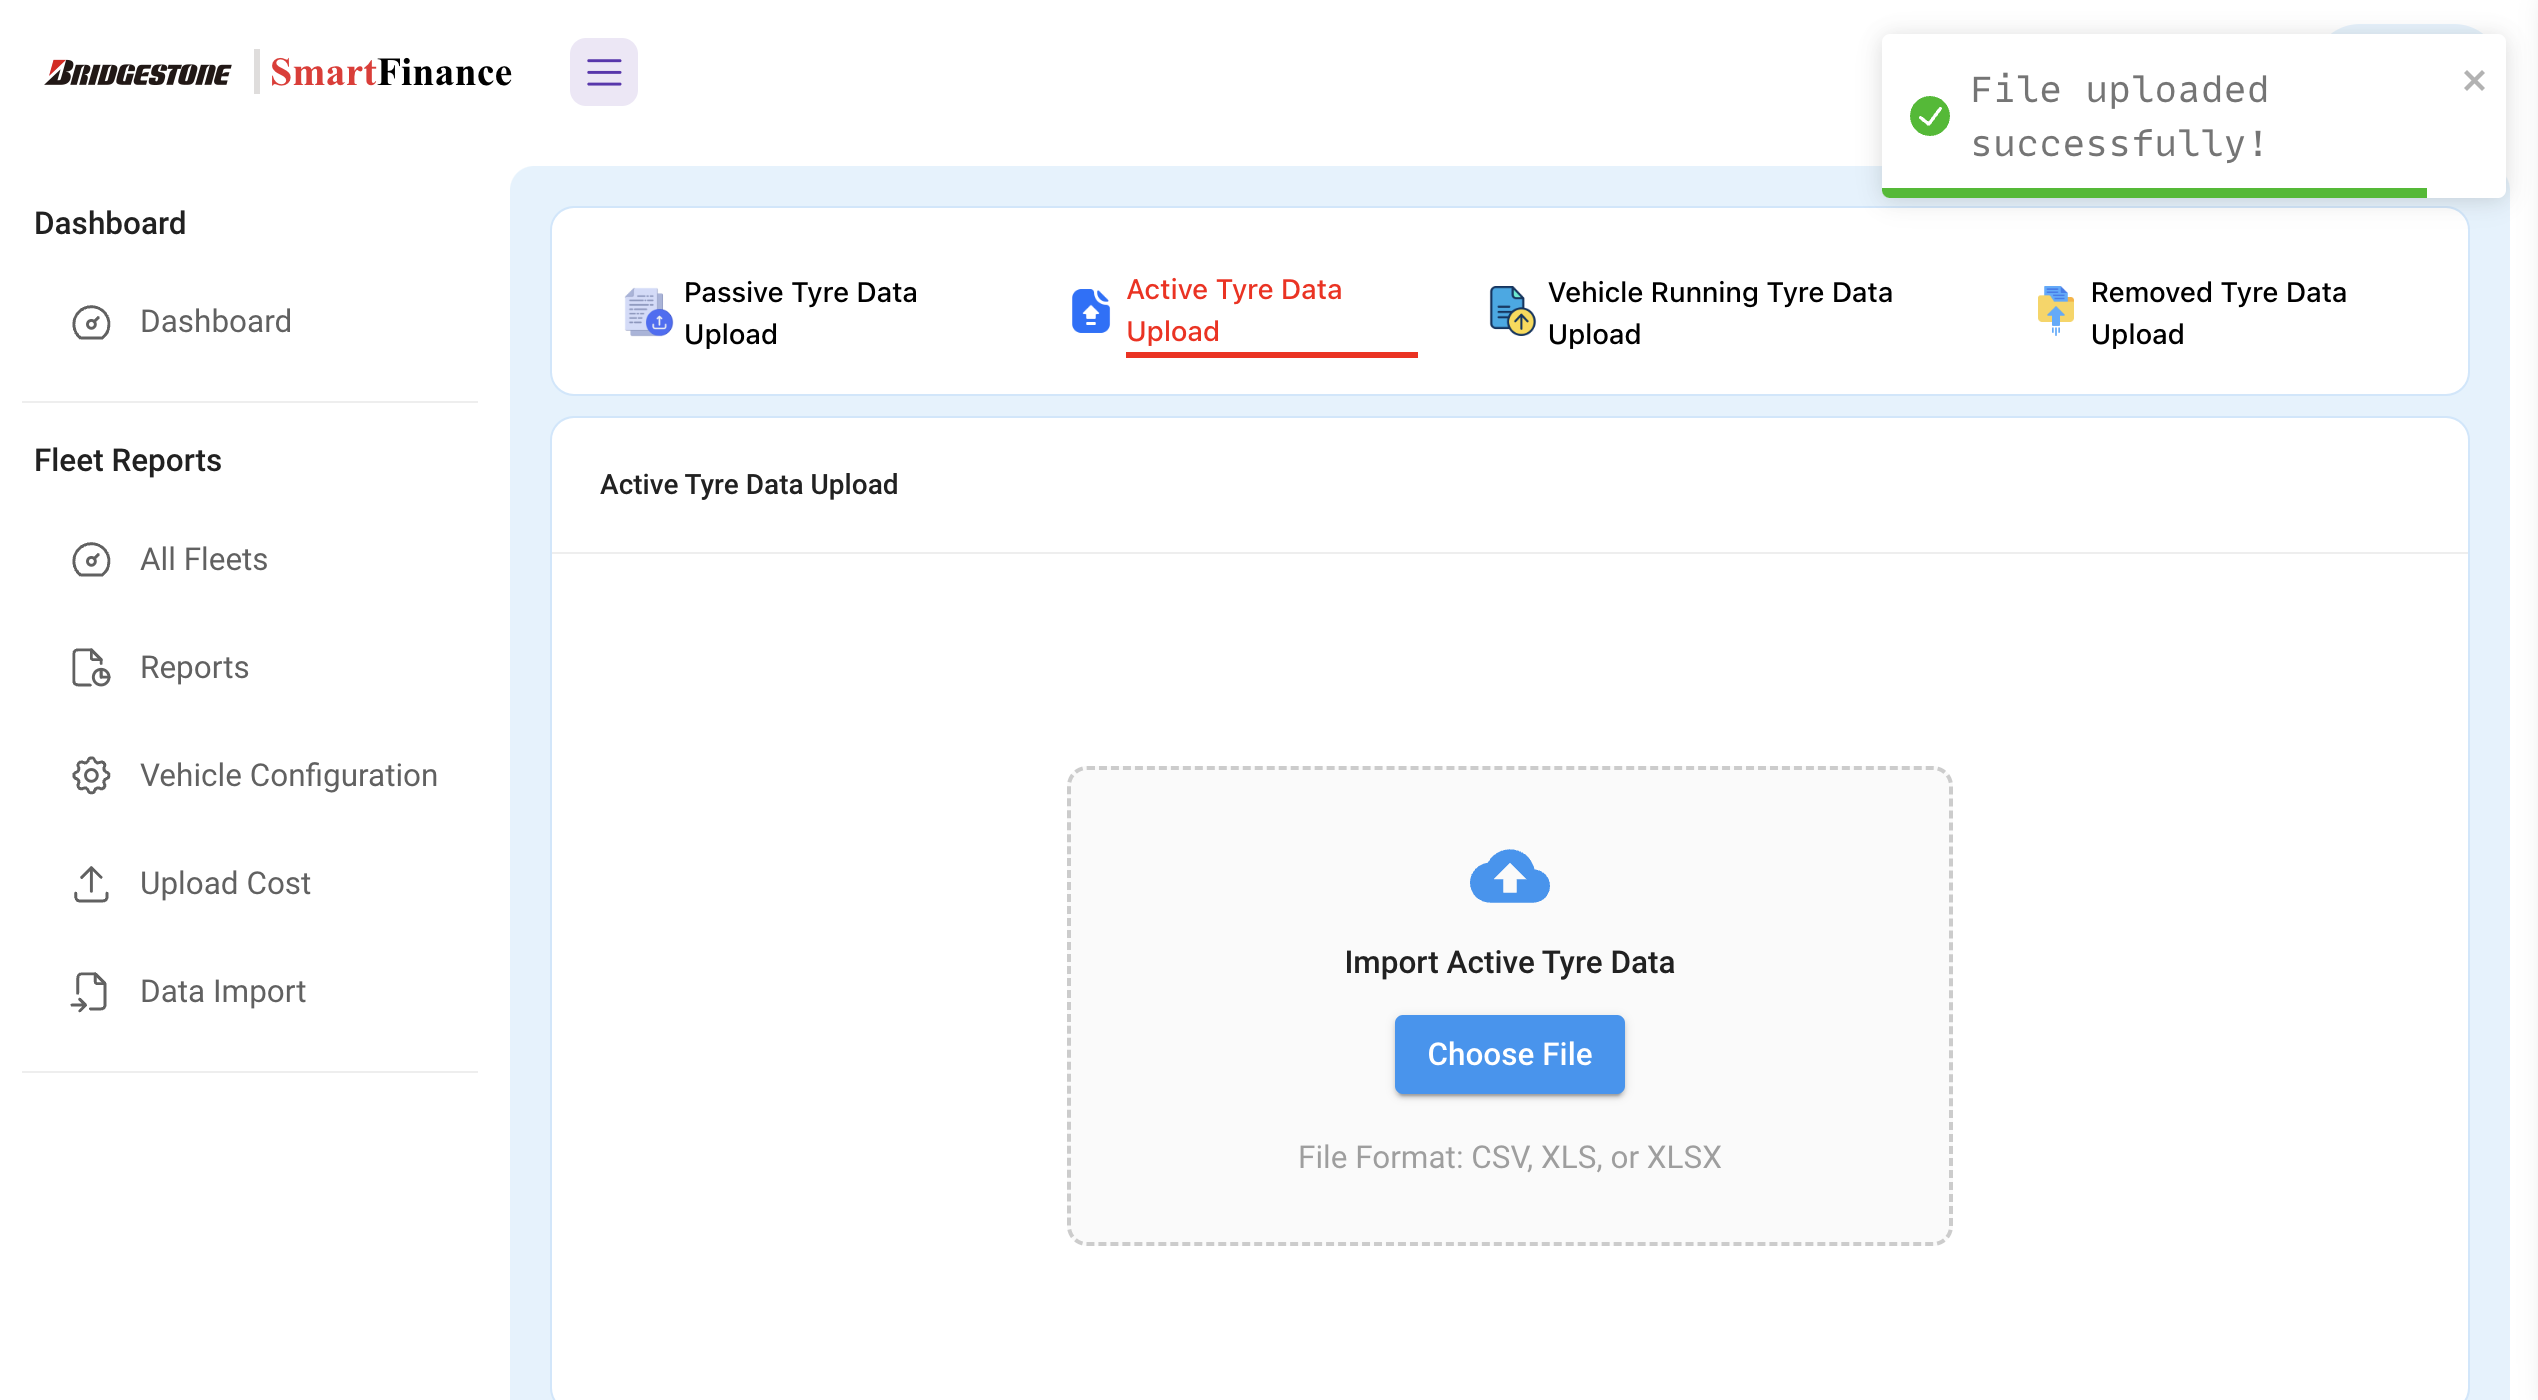 BRIDGESTONE SmartFinance
File uploaded
successfully!
Dashboard
Dashboard
Fleet Reports
All Fleets
Reports
Vehicle Configuration
Upload Cost
Data Import
Passive Tyre Data
Upload
Active Tyre Data
Upload
Vehicle Running Tyre Data
Upload
Removed Tyre Data
Upload
Active Tyre Data Upload
Import Active Tyre Data
Choose File
File Format: CSV, XLS, or XLSX